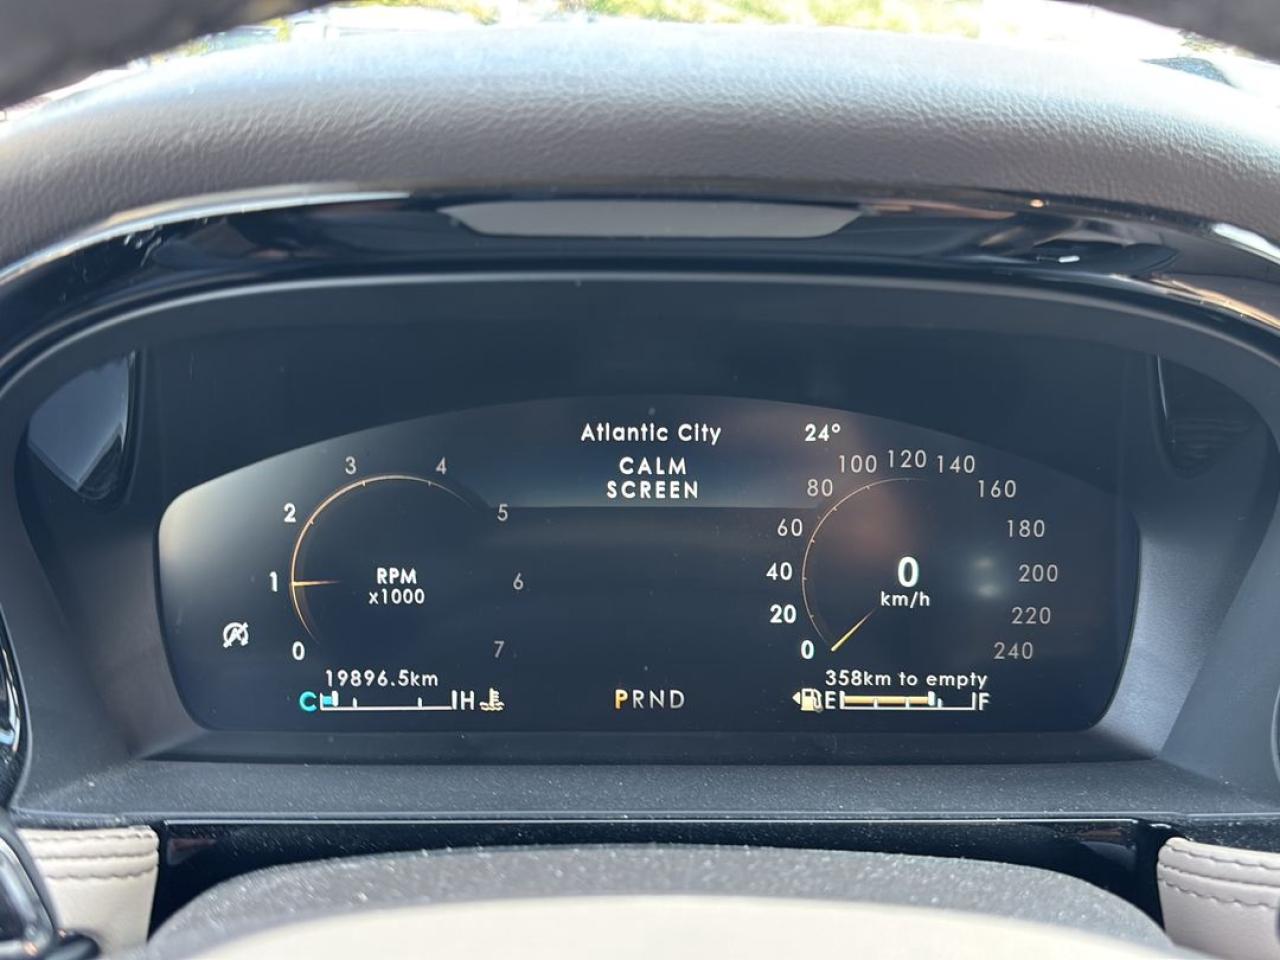 Atlantic City 24°
CALM
SCREEN
0 1 2 3 4 5 6 7
RPM
x1000
0 20 40 60 80 100 120 140 160 180 200 220 240
0
km/h
19896.5km
C H
PRND
358km to empty
E F